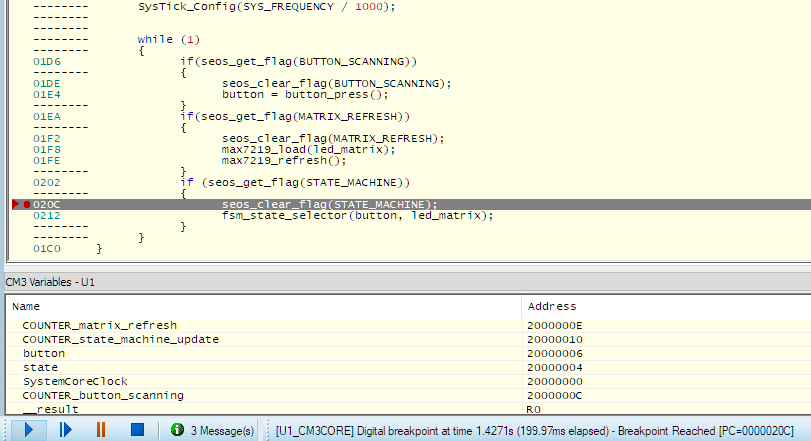 -------- SysTick_Config(SYS_FREQUENCY / 1000);
--------
--------
-------- while (1)
-------- {
01D6 if(seos_get_flag(BUTTON_SCANNING))
-------- {
01DE seos_clear_flag(BUTTON_SCANNING);
01E4 button = button_press();
-------- }
01EA if(seos_get_flag(MATRIX_REFRESH))
-------- {
01F2 seos_clear_flag(MATRIX_REFRESH);
01F8 max7219_load(led_matrix);
01FE max7219_refresh();
-------- }
0202 if (seos_get_flag(STATE_MACHINE))
-------- {
020C seos_clear_flag(STATE_MACHINE);
0212 fsm_state_selector(button, led_matrix);
-------- }
-------- }
01C0 }
CM3 Variables - U1
Name Address
COUNTER_matrix_refresh 2000000E
COUNTER_state_machine_update 20000010
button 20000006
state 20000004
SystemCoreClock 20000000
COUNTER_button_scanning 2000000C
__result R0
3 Message(s) [U1_CM3CORE] Digital breakpoint at time 1.4271s (199.97ms elapsed) - Breakpoint Reached [PC=0000020C]